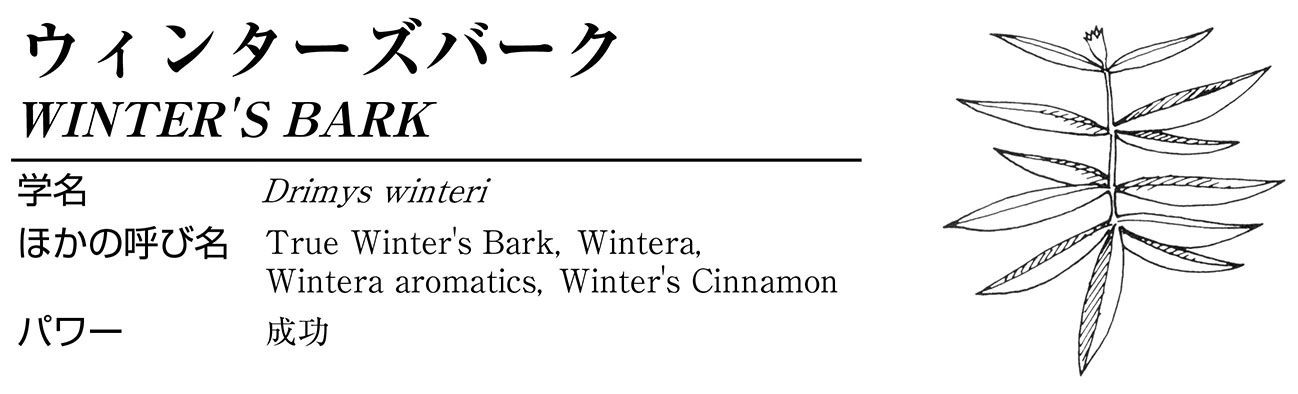 ウィンターズバーク
WINTER'S BARK
学名 Drimys winteri
ほかの呼び名 True Winter's Bark, Wintera,
Wintera aromatics, Winter's Cinnamon
パワー 成功